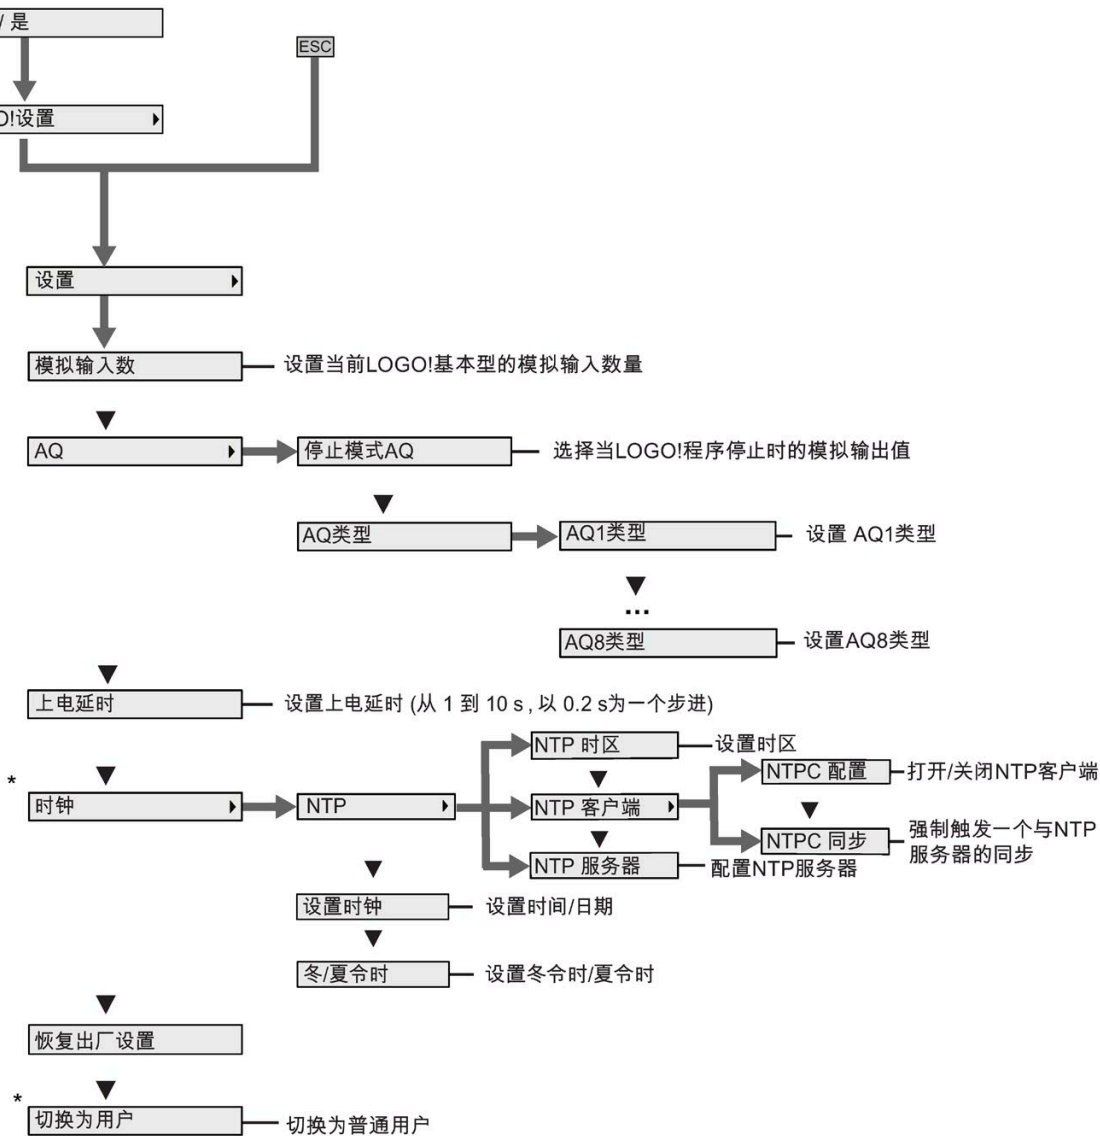 / 是
ESC
O!设置
设置
模拟输入数 设置当前LOGO!基本型的模拟输入数量
AQ 停止模式AQ 选择当LOGO!程序停止时的模拟输出值
AQ类型 AQ1类型 设置 AQ1类型
...
AQ8类型 设置AQ8类型
上电延时 设置上电延时 (从 1 到 10 s , 以 0.2 s为一个步进)
NTP 时区 设置时区
NTPC 配置 打开/关闭NTP客户端
*
时钟 NTP NTP 客户端
NTPC 同步 强制触发一个与NTP
服务器的同步
NTP 服务器 配置NTP服务器
设置时钟 设置时间/日期
冬/夏令时 设置冬令时/夏令时
恢复出厂设置
*
切换为用户 切换为普通用户